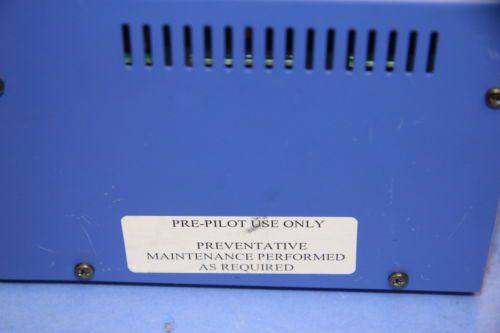 PRE-PILOT USE ONLY
PREVENTATIVE
MAINTENANCE PERFORMED
AS REQUIRED